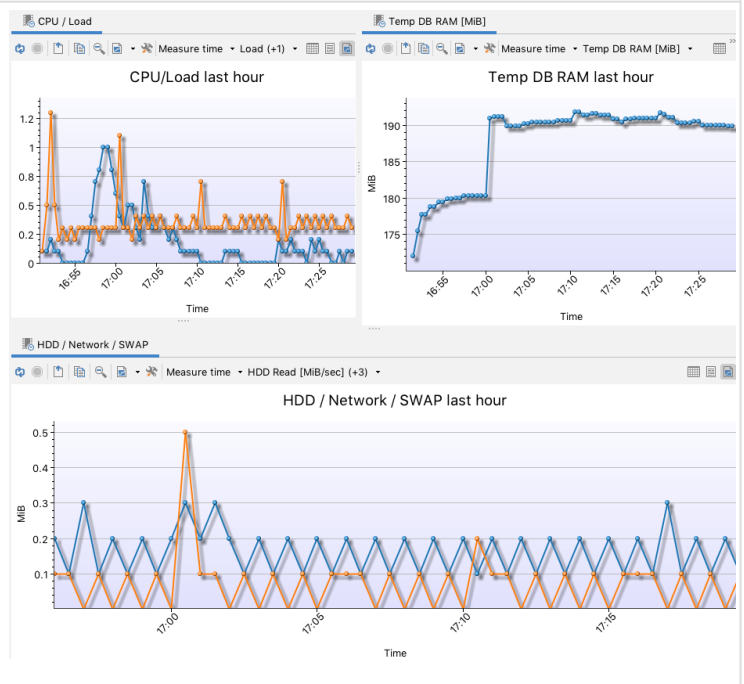 CPU / Load
Measure time Load (+1)
CPU/Load last hour
1.2
1
0.8
0.5
0.2
0
16:55 17:00 17:05 17:10 17:15 17:20 17:25
Time
Temp DB RAM [MiB]
Measure time Temp DB RAM [MiB] »
Temp DB RAM last hour
MiB
190
185
180
175
16:55 17:00 17:05 17:10 17:15 17:20 17:25
Time
HDD / Network / SWAP
Measure time HDD Read [MiB/sec] (+3)
HDD / Network / SWAP last hour
MiB
0.5
0.4
0.3
0.2
0.1
17:00 17:05 17:10 17:15
Time